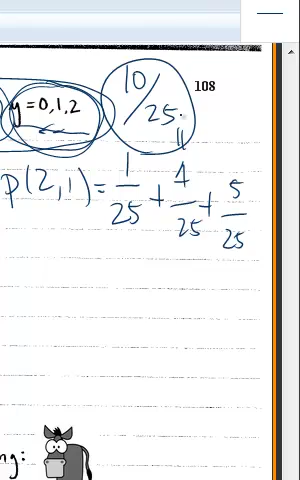 10/25
108
y = 0,1,2
p(2,1) = 1/25 + 4/25 + 5/25
ng: